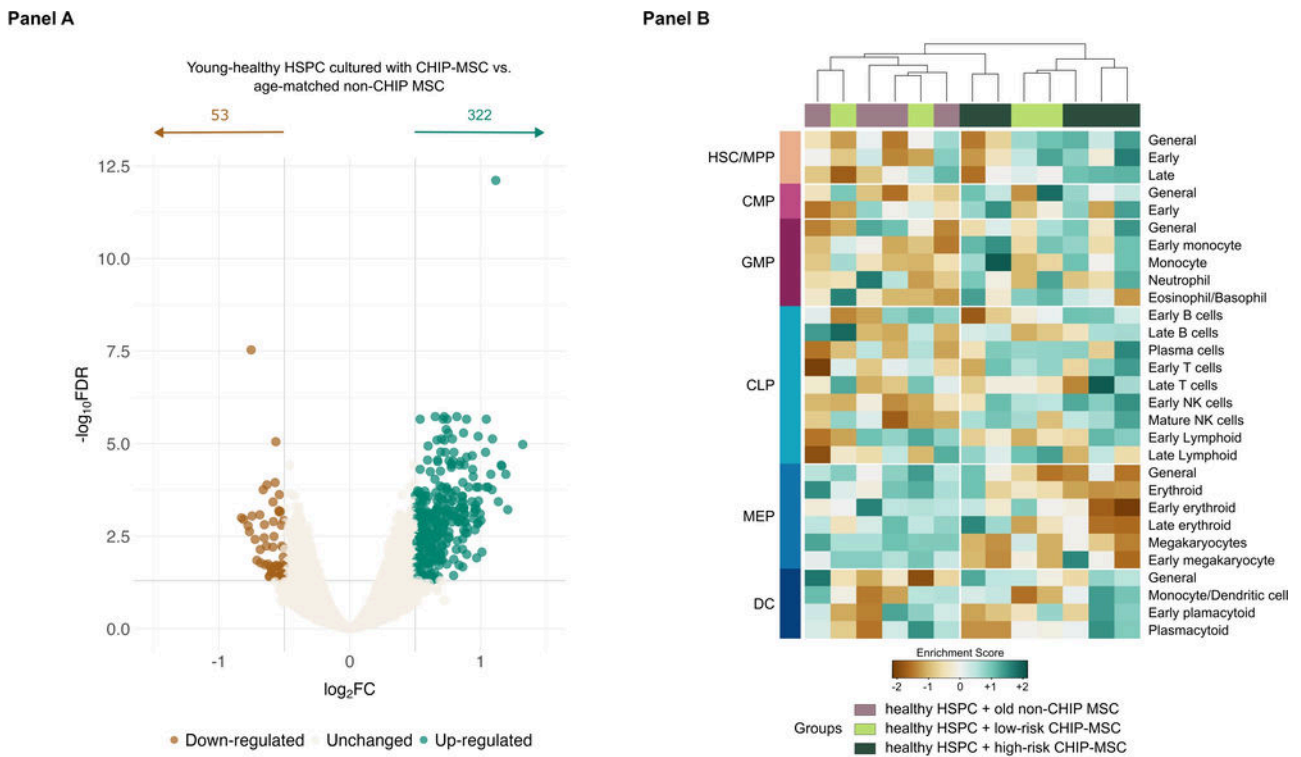 Panel A
Young-healthy HSPC cultured with CHIP-MSC vs.
age-matched non-CHIP MSC
53
322
12.5
10.0
7.5
5.0
2.5
0.0
-log10FDR
-1
0
1
log2FC
Down-regulated
Unchanged
Up-regulated
Panel B
HSC/MPP
General
Early
Late
CMP
General
Early
GMP
General
Early monocyte
Monocyte
Neutrophil
Eosinophil/Basophil
CLP
Early B cells
Late B cells
Plasma cells
Early T cells
Late T cells
Early NK cells
Mature NK cells
Early Lymphoid
Late Lymphoid
MEP
General
Erythroid
Early erythroid
Late erythroid
Megakaryocytes
Early megakaryocyte
DC
General
Monocyte/Dendritic cell
Early plamacytoid
Plasmacytoid
Enrichment Score
-2 -1 0 +1 +2
Groups
healthy HSPC + old non-CHIP MSC
healthy HSPC + low-risk CHIP-MSC
healthy HSPC + high-risk CHIP-MSC